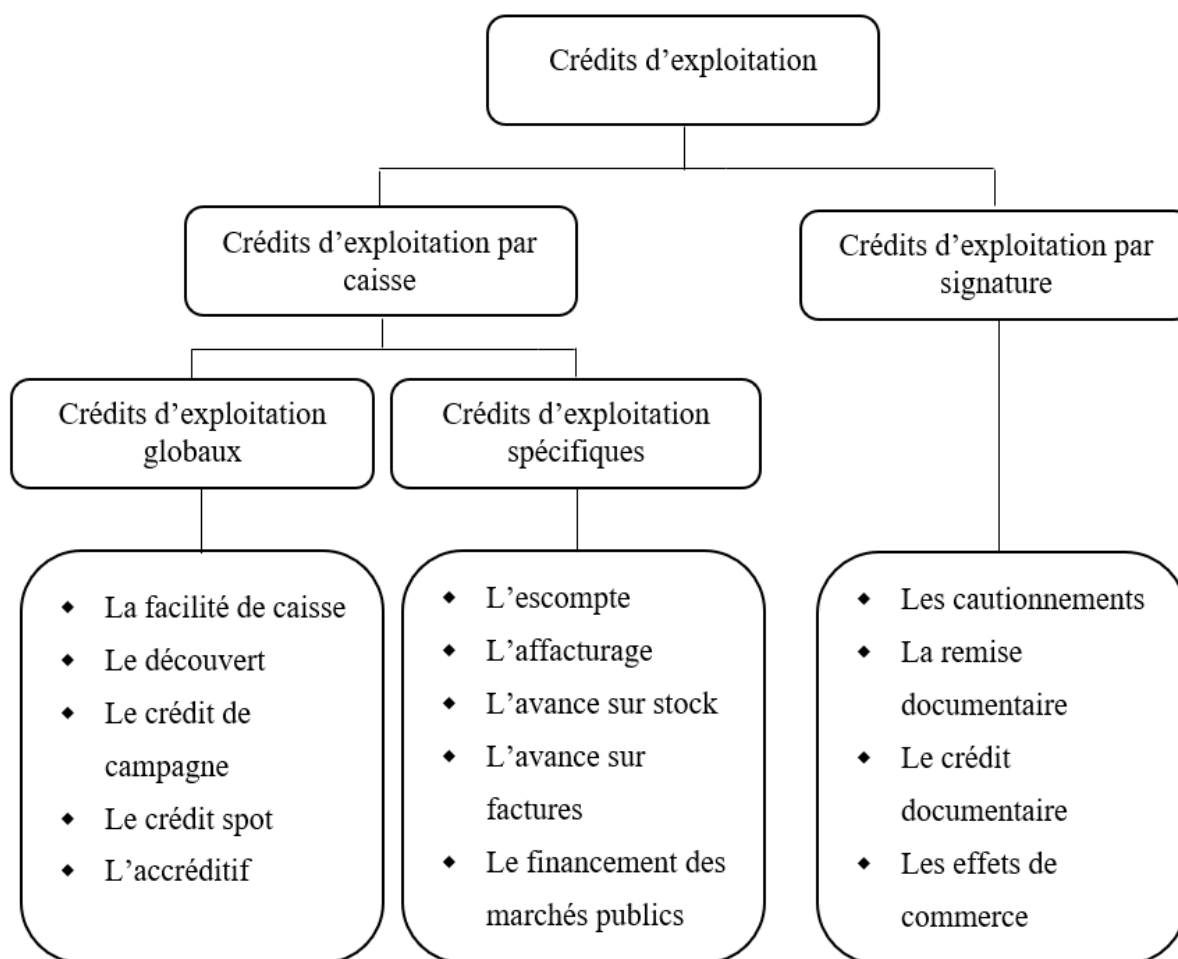 Crédits d’exploitation
Crédits d’exploitation par
caisse
Crédits d’exploitation par
signature
Crédits d’exploitation
globaux
Crédits d’exploitation
spécifiques
◆ La facilité de caisse
◆ Le découvert
◆ Le crédit de
campagne
◆ Le crédit spot
◆ L’accréditif
◆ L’escompte
◆ L’affacturage
◆ L’avance sur stock
◆ L’avance sur
factures
◆ Le financement des
marchés publics
◆ Les cautionnements
◆ La remise
documentaire
◆ Le crédit
documentaire
◆ Les effets de
commerce